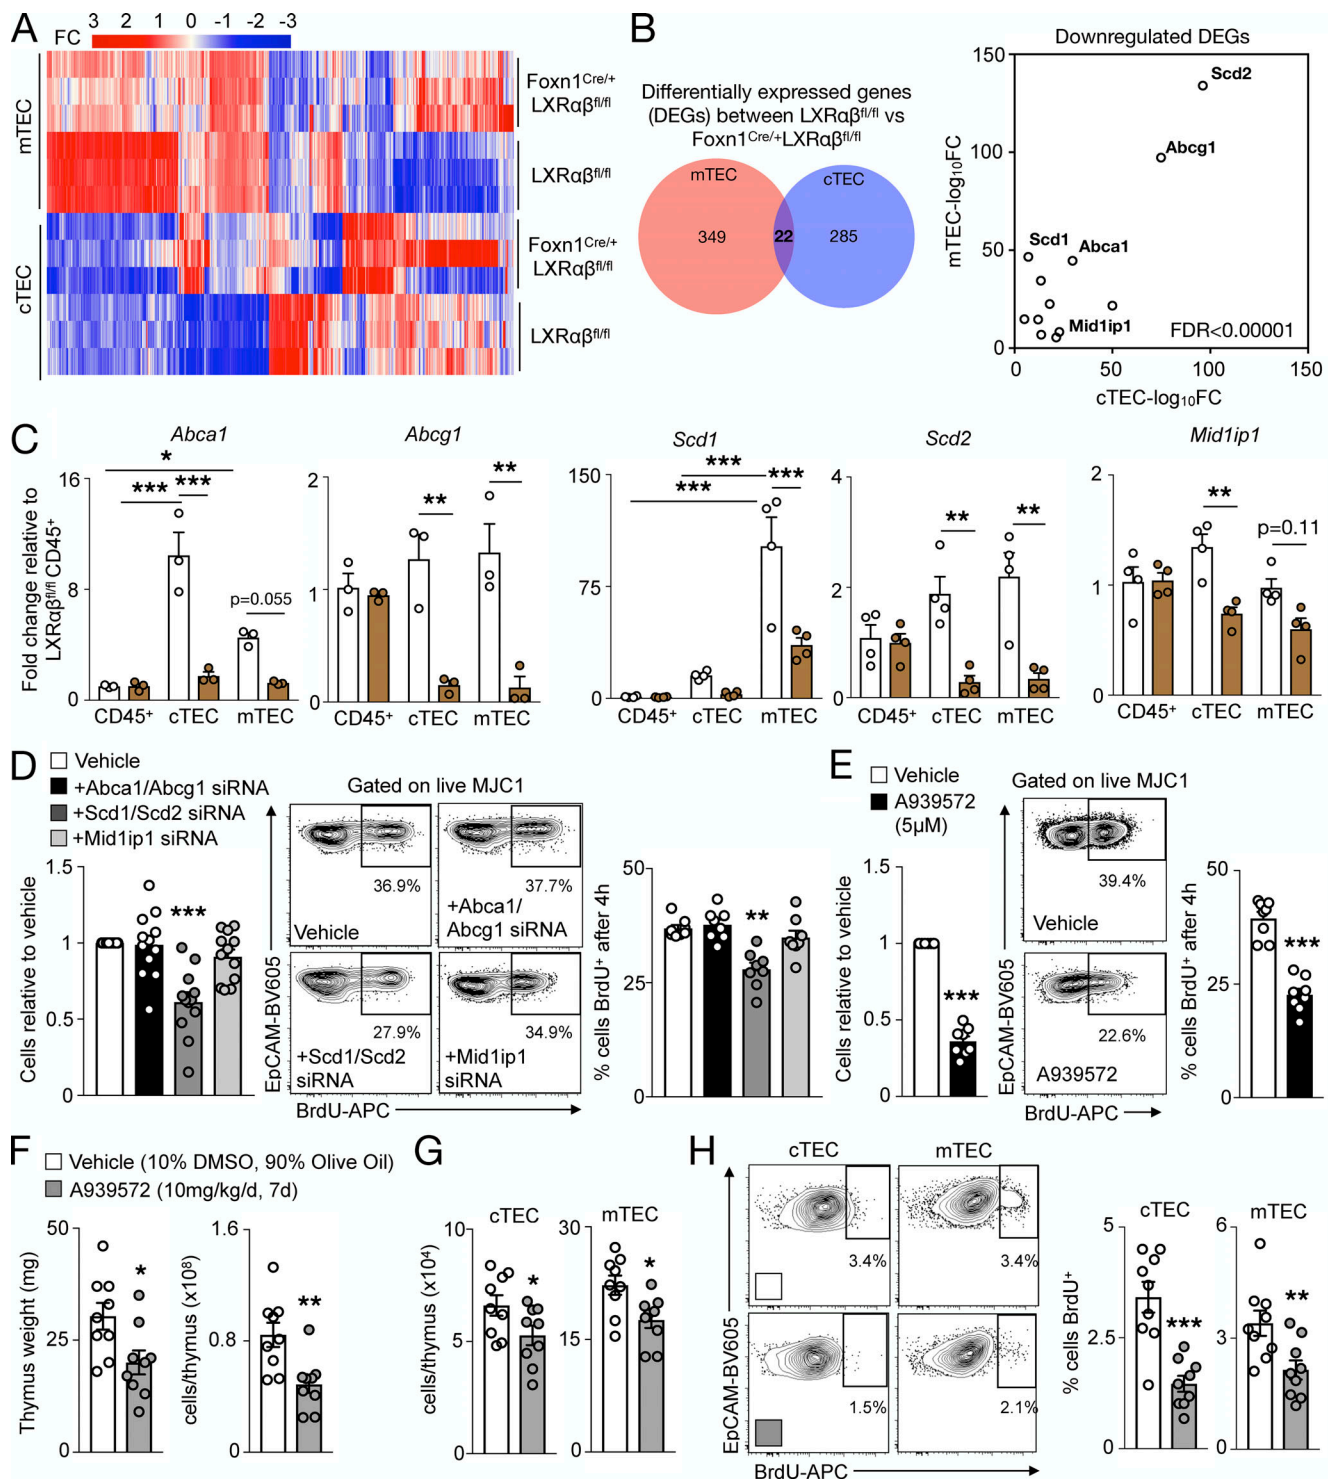 A
FC
3 2 1 0 -1 -2 -3
mTEC
cTEC
Foxn1Cre/+
LXRαβfl/fl
LXRαβfl/fl
Foxn1Cre/+
LXRαβfl/fl
LXRαβfl/fl
B
Differentially expressed genes
(DEGs) between LXRαβfl/fl vs
Foxn1Cre/+LXRαβfl/fl
mTEC
cTEC
349
22
285
Downregulated DEGs
mTEC-log10FC
150
100
50
0
Scd2
Abcg1
Scd1
Abca1
Mid1ip1
FDR<0.00001
0 50 100 150
cTEC-log10FC
C
Fold change relative to
LXRαβfl/fl CD45+
Abca1
16
8
0
*
***
***
p=0.055
CD45+ cTEC mTEC
Abcg1
2
1
0
**
**
CD45+ cTEC mTEC
Scd1
150
75
0
***
***
***
CD45+ cTEC mTEC
Scd2
4
2
0
**
**
CD45+ cTEC mTEC
Mid1ip1
2
1
0
**
p=0.11
CD45+ cTEC mTEC
D
Vehicle
+Abca1/Abcg1 siRNA
+Scd1/Scd2 siRNA
+Mid1ip1 siRNA
Cells relative to vehicle
1.5
1
0.5
0
***
Gated on live MJC1
EpCAM-BV605
36.9%
Vehicle
37.7%
+Abca1/
Abcg1 siRNA
27.9%
+Scd1/Scd2
siRNA
34.9%
+Mid1ip1
siRNA
BrdU-APC
% cells BrdU+ after 4h
50
25
0
**
E
Vehicle
A939572
(5μM)
Cells relative to vehicle
1.5
1
0.5
0
***
Gated on live MJC1
EpCAM-BV605
39.4%
Vehicle
22.6%
A939572
BrdU-APC
% cells BrdU+ after 4h
50
25
0
***
F
Vehicle (10% DMSO, 90% Olive Oil)
A939572 (10mg/kg/d, 7d)
Thymus weight (mg)
50
25
0
*
cells/thymus (x10⁸)
1.6
0.8
0
**
G
cells/thymus (x10⁴)
cTEC
10
5
0
*
mTEC
30
15
0
*
H
cTEC
mTEC
EpCAM-BV605
3.4%
3.4%
1.5%
2.1%
BrdU-APC
% cells BrdU+
cTEC
5
2.5
0
***
mTEC
6
3
0
**